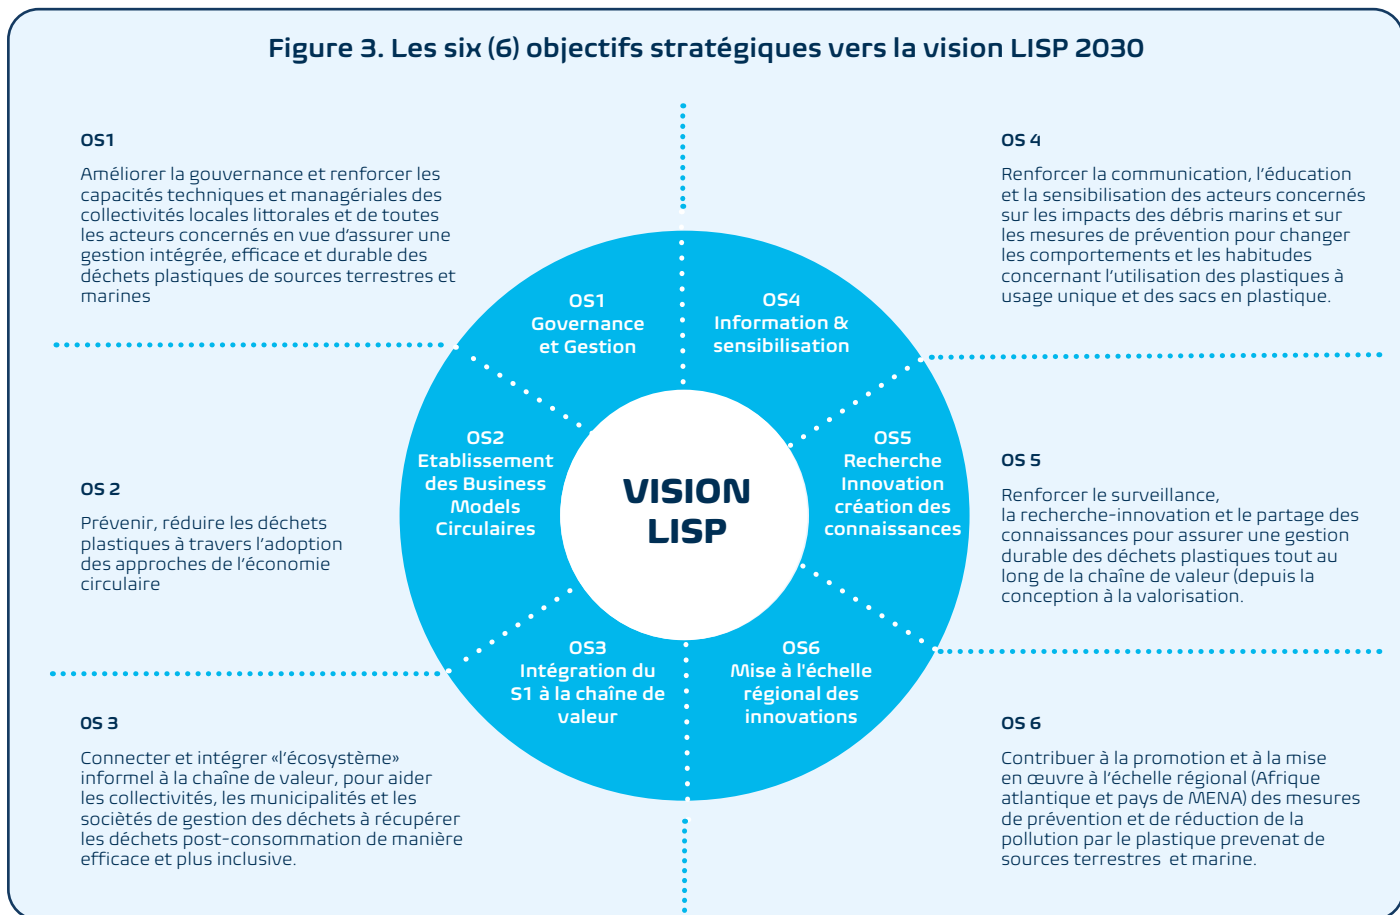 Figure 3. Les six (6) objectifs stratégiques vers la vision LISP 2030
OS1
Améliorer la gouvernance et renforcer les
capacités techniques et managériales des
collectivités locales littorales et de toutes
les acteurs concernés en vue d'assurer une
gestion intégrée, efficace et durable des
déchets plastiques de sources terrestres et
marines
OS 2
Prévenir, réduire les déchets
plastiques à travers l'adoption
des approches de l'économie
circulaire
OS 3
Connecter et intégrer «l'écosystème»
informel à la chaîne de valeur, pour aider
les collectivités, les municipalités et les
sociètés de gestion des déchets à récupérer
les déchets post-consommation de manière
efficace et plus inclusive.
OS1
Governance
et Gestion
OS4
Information &
sensibilisation
OS2
Etablissement
des Business
Models
Circulaires
VISION
LISP
OS5
Recherche
Innovation
création des
connaissances
OS3
Intégration du
S1 à la chaîne de
valeur
OS6
Mise à l'échelle
régional des
innovations
OS 4
Renforcer la communication, l'éducation
et la sensibilisation des acteurs concernés
sur les impacts des débris marins et sur
les mesures de prévention pour changer
les comportements et les habitudes
concernant l'utilisation des plastiques à
usage unique et des sacs en plastique.
OS 5
Renforcer le surveillance,
la recherche-innovation et le partage des
connaissances pour assurer une gestion
durable des déchets plastiques tout au
long de la chaîne de valeur (depuis la
conception à la valorisation.
OS 6
Contribuer à la promotion et à la mise
en œuvre à l'échelle régional (Afrique
atlantique et pays de MENA) des mesures
de prévention et de réduction de la
pollution par le plastique prevenat de
sources terrestres et marine.